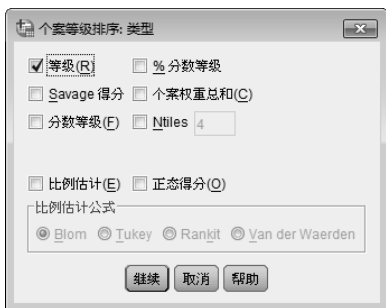 个案等级排序: 类型
等级(R) % 分数等级
Savage 得分 个案权重总和(C)
分数等级(F) Ntiles 4
比例估计(E) 正态得分(O)
比例估计公式
Blom Tukey Rankit Van der Waerden
继续 取消 帮助